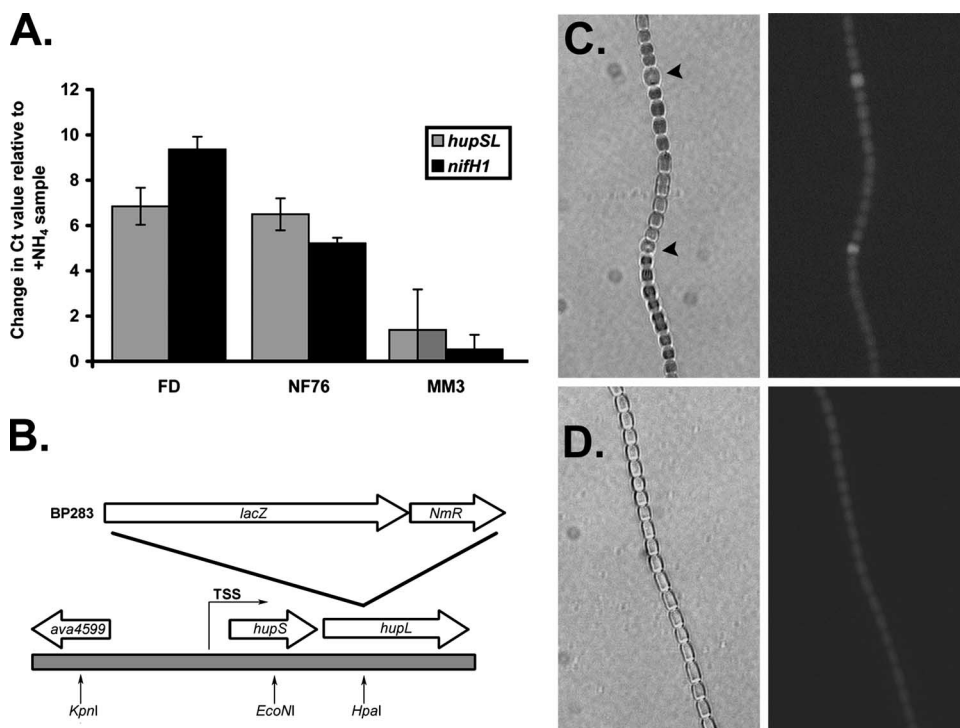 A.
Change in Ct value relative to
+NH4 sample
12
10
8
6
4
2
0
hupSL
nifH1
FD NF76 MM3
B.
BP283 lacZ NmR
TSS
ava4599 hupS hupL
KpnI EcoNI HpaI
C.
D.